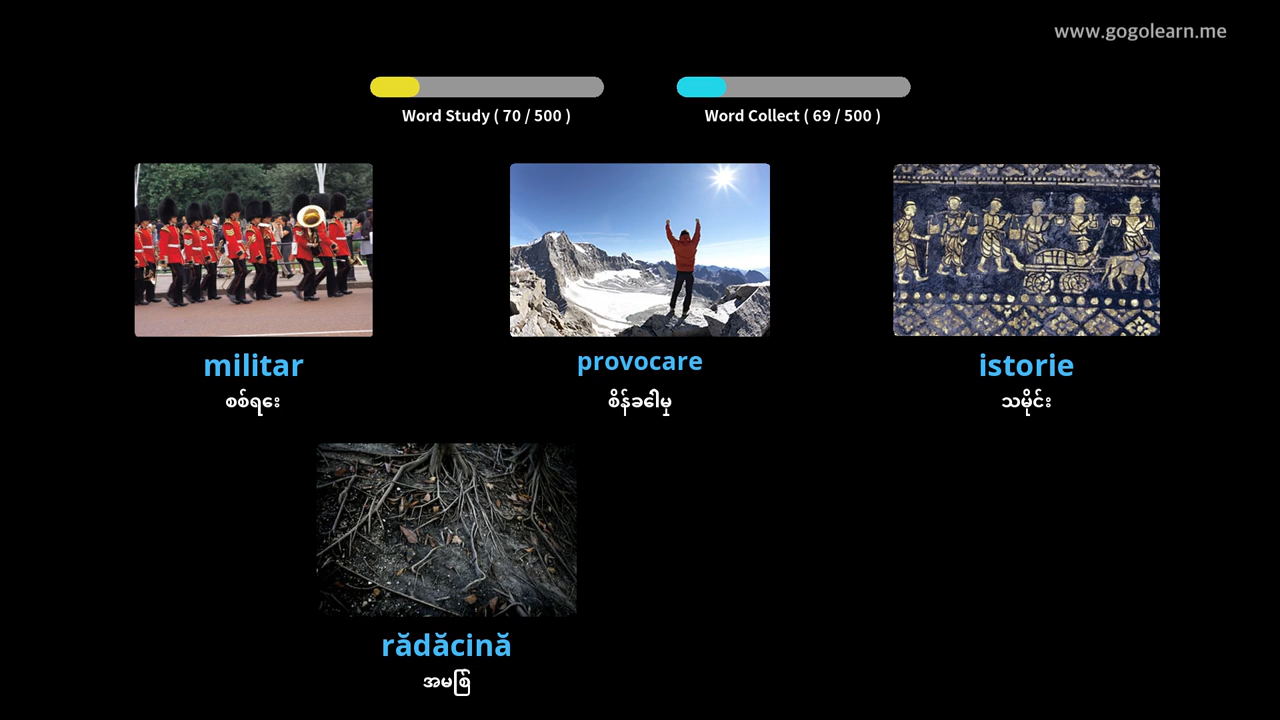 www.gogolearn.me
Word Study ( 70 / 500 )
Word Collect ( 69 / 500 )
militar
စစ်ရေး
provocare
စိန်ခေါ်မှု
istorie
သမိုင်း
rădăcină
အမြစ်